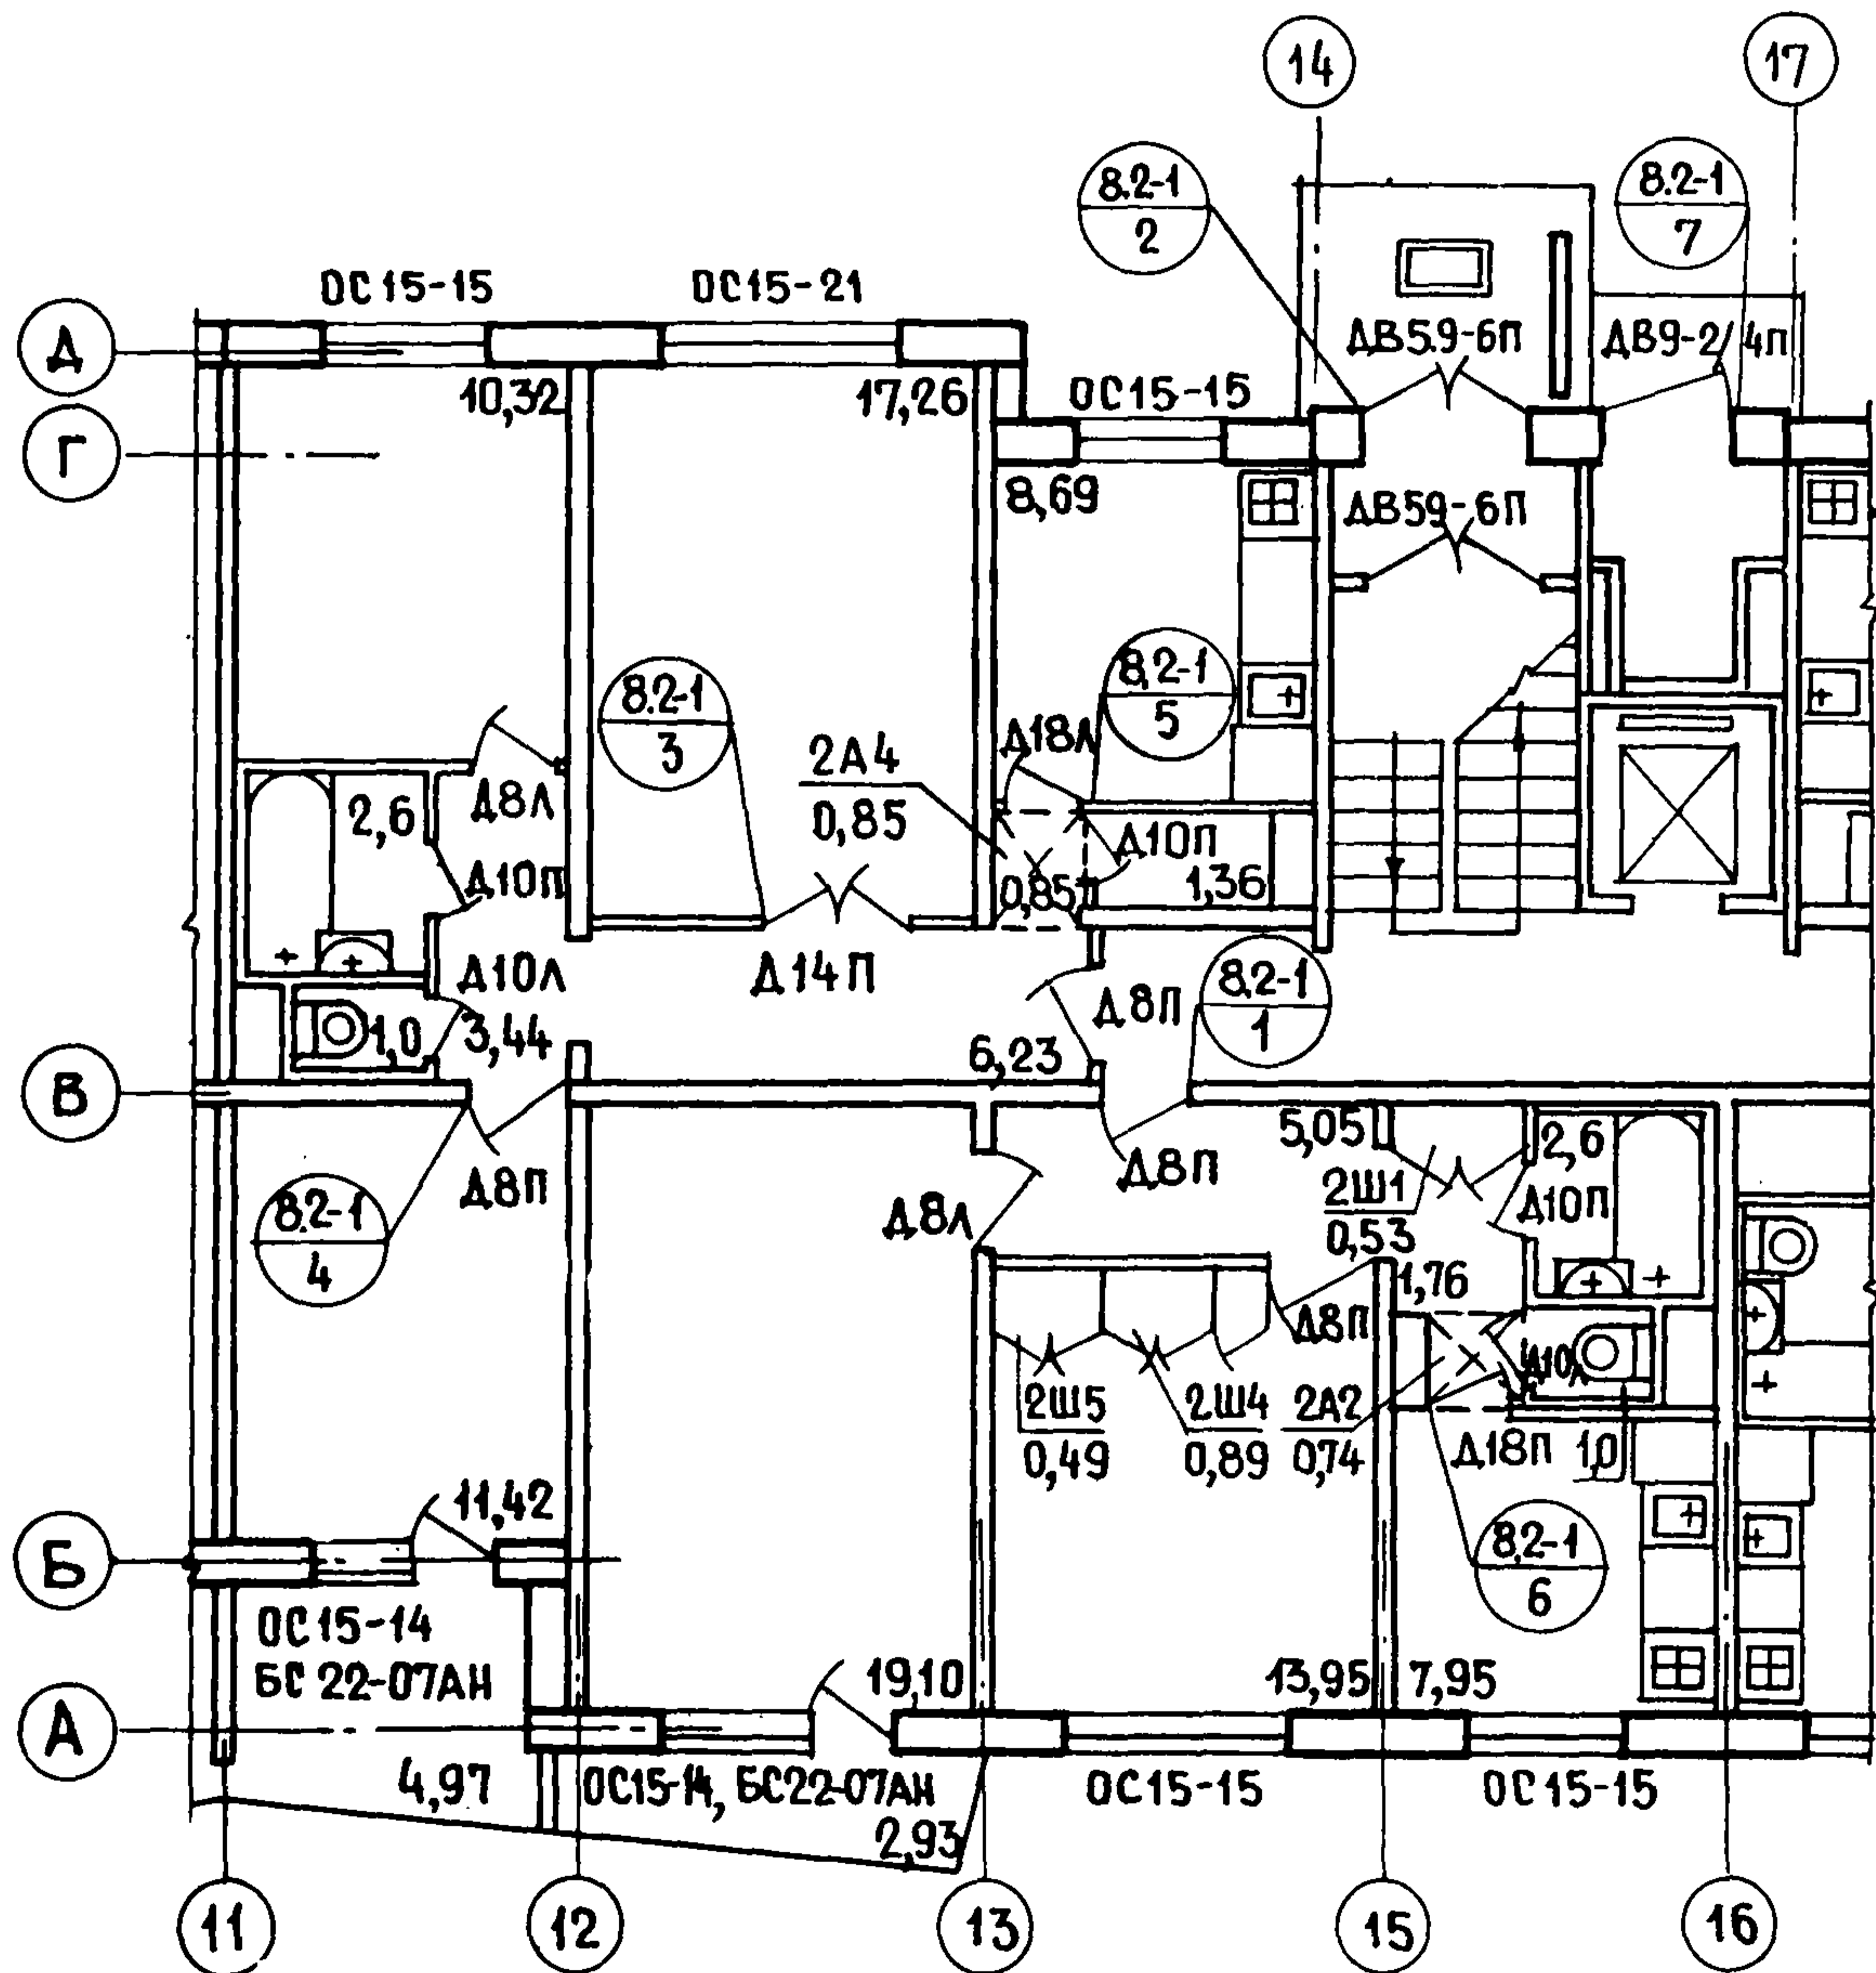 14
17
8.2-1
2
8.2-1
7
ОС15-15
ОС15-21
Д
ДВ5.9-6П
ДВ9-2/4п
10,32
17,26
ОС15-15
Г
8,69
ДВ59-6П
8.2-1
3
8,2-1
5
2А4
0,85
Д18Л
2,6
Д8Л
Д10П
Д10П
0,85
1,36
Д10Л
Д14П
8,2-1
1
Д8П
1,0
3,44
6,23
В
5,05
2,6
Д8П
Д8П
2Ш1
0,53
Д10П
8.2-1
4
Д8Л
1,76
Д8П
Д10Л
2Ш5
0,49
2Ш4
0,89
2А2
0,74
Д18П
1,0
11,42
Б
8,2-1
6
ОС15-14
БС 22-07АН
19,10
13,95
7,95
А
4,97
ОС15-14, БС22-07АН
ОС15-15
ОС15-15
2,93
11
12
13
15
16